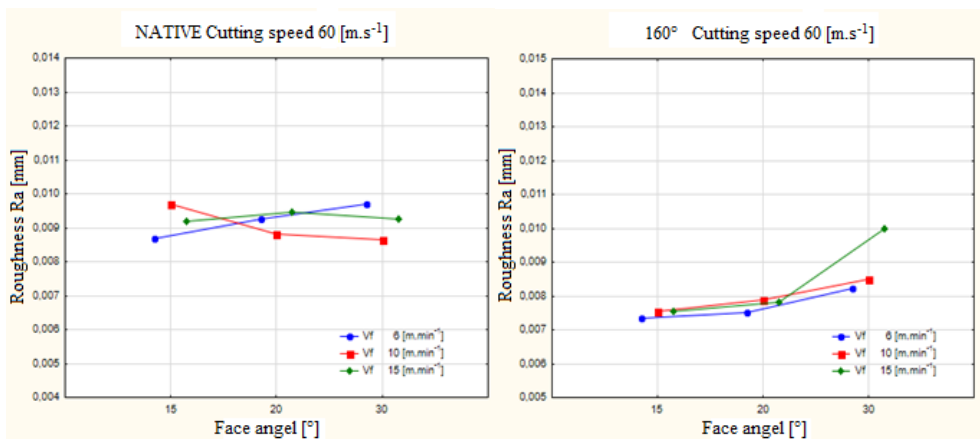 NATIVE Cutting speed 60 [m.s-1]
Roughness Ra [mm]
0,014
0,013
0,012
0,011
0,010
0,009
0,008
0,007
0,006
0,005
0,004
Vf 6 [m.min-1]
Vf 10 [m.min-1]
Vf 15 [m.min-1]
15 20 30
Face angel [°]
160° Cutting speed 60 [m.s-1]
Roughness Ra [mm]
0,015
0,014
0,013
0,012
0,011
0,010
0,009
0,008
0,007
0,006
0,005
Vf 6 [m.min-1]
Vf 10 [m.min-1]
Vf 15 [m.min-1]
15 20 30
Face angel [°]